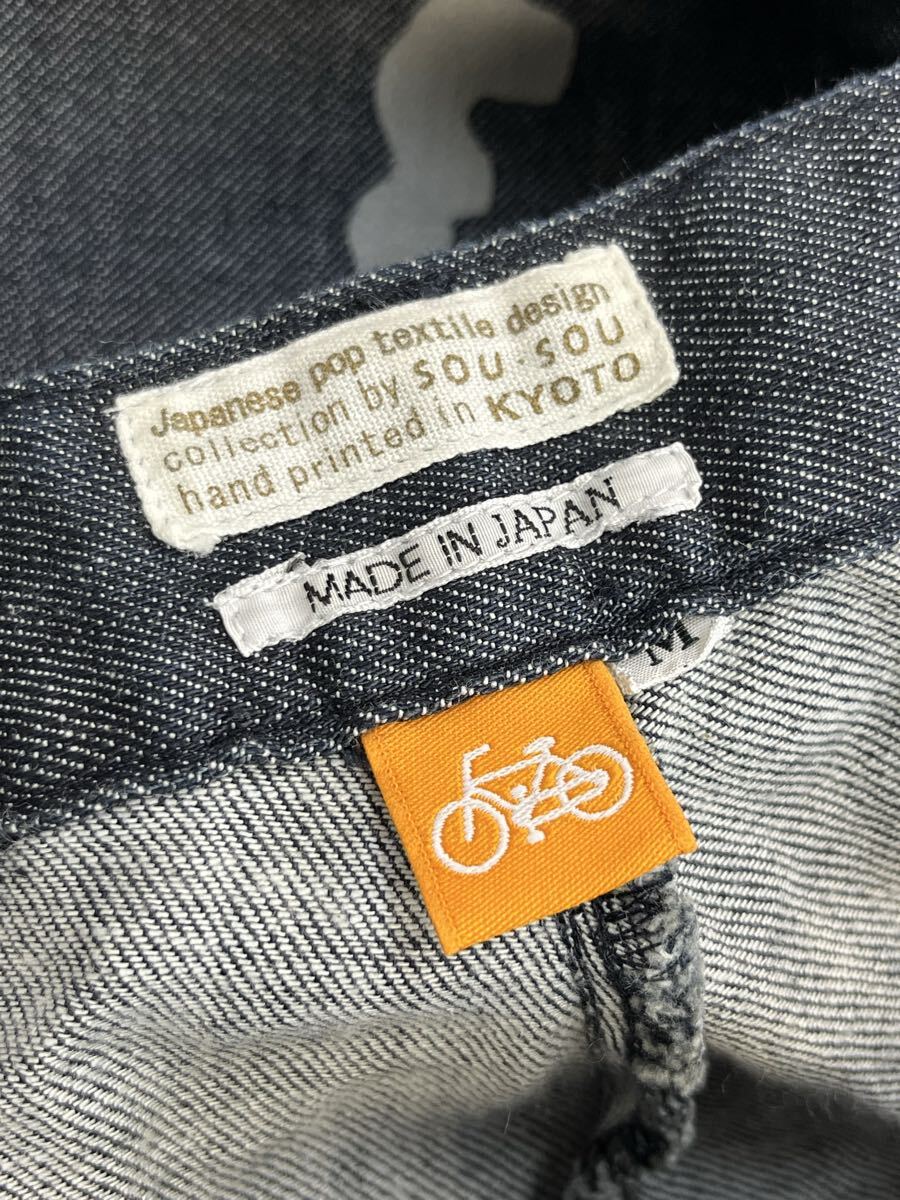 Japanese pop textile design
collection by SOU·SOU
hand printed in KYOTO
MADE IN JAPAN
M